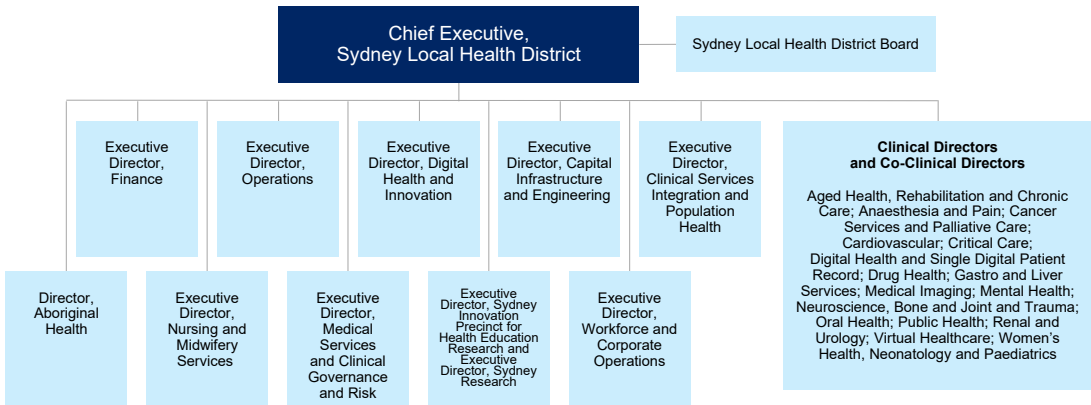 Chief Executive,
Sydney Local Health District
Sydney Local Health District Board
Executive
Director,
Finance
Executive
Director,
Operations
Executive
Director, Digital
Health and
Innovation
Executive
Director, Capital
Infrastructure
and Engineering
Executive
Director,
Clinical Services
Integration and
Population
Health
Clinical Directors
and Co-Clinical Directors
Aged Health, Rehabilitation and Chronic
Care; Anaesthesia and Pain; Cancer
Services and Palliative Care;
Cardiovascular; Critical Care;
Digital Health and Single Digital Patient
Record; Drug Health; Gastro and Liver
Services; Medical Imaging; Mental Health;
Neuroscience, Bone and Joint and Trauma;
Oral Health; Public Health; Renal and
Urology; Virtual Healthcare; Women’s
Health, Neonatology and Paediatrics
Director,
Aboriginal
Health
Executive
Director,
Nursing and
Midwifery
Services
Executive
Director,
Medical
Services
and Clinical
Governance
and Risk
Executive
Director, Sydney
Innovation
Precinct for
Health Education
Research and
Executive
Director, Sydney
Research
Executive
Director,
Workforce and
Corporate
Operations